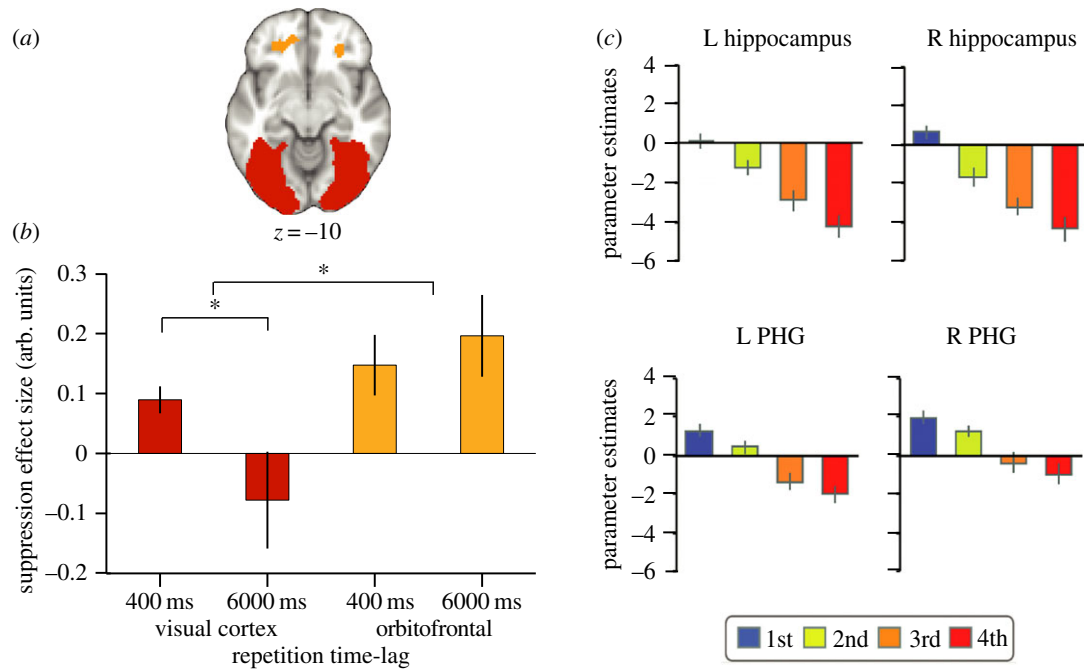 (a)
z = –10
(b)
suppression effect size (arb. units)
0.3
0.2
0.1
0
–0.1
–0.2
*
*
400 ms 6000 ms 400 ms 6000 ms
visual cortex orbitofrontal
repetition time-lag
(c)
L hippocampus R hippocampus
parameter estimates
4
2
0
–2
–4
–6
L PHG R PHG
parameter estimates
4
2
0
–2
–4
–6
1st 2nd 3rd 4th